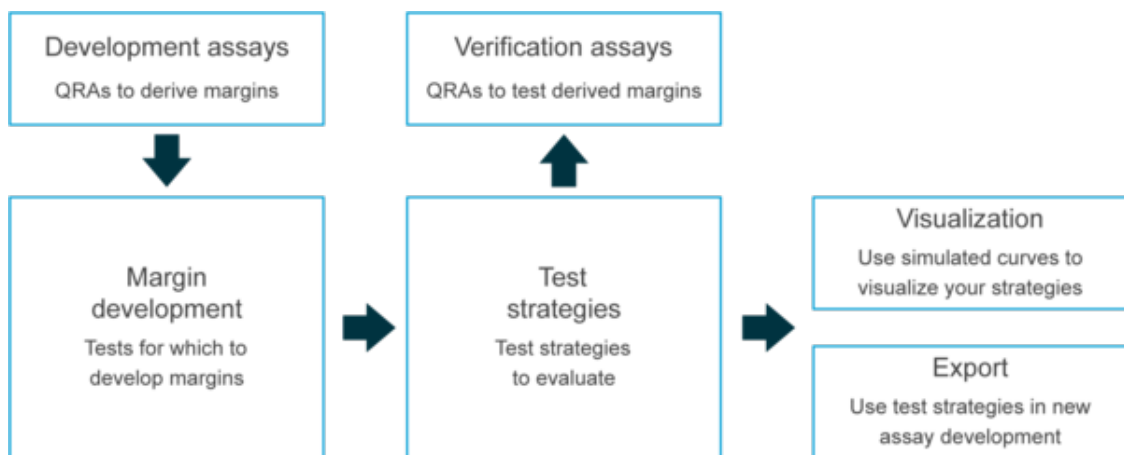 Development assays
QRAs to derive margins
Verification assays
QRAs to test derived margins
Margin
development
Tests for which to
develop margins
Test
strategies
Test strategies
to evaluate
Visualization
Use simulated curves to
visualize your strategies
Export
Use test strategies in new
assay development